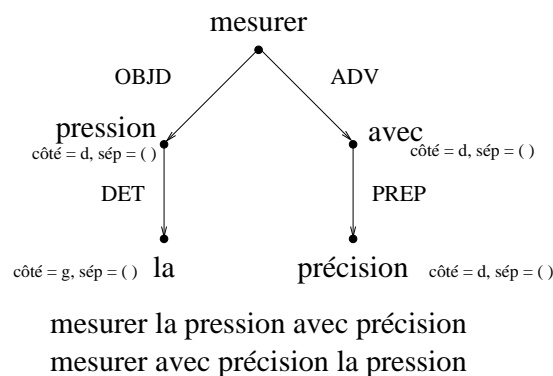 mesurer
OBJD ADV
pression avec
côté = d, sép = ( ) côté = d, sép = ( )
DET PREP
côté = g, sép = ( ) la précision côté = d, sép = ( )
mesurer la pression avec précision
mesurer avec précision la pression